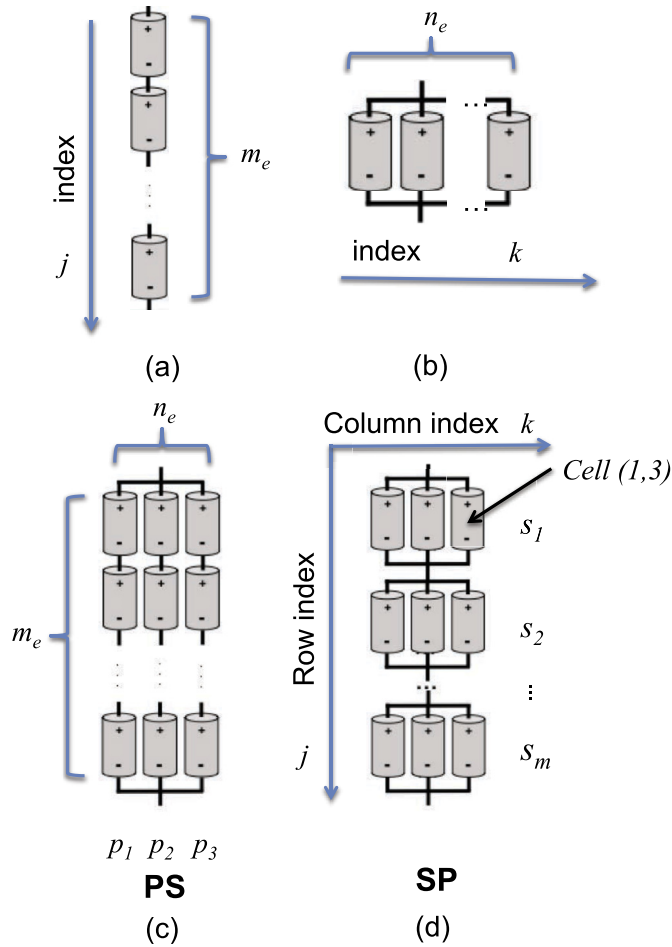 index
j
m_e
(a)
n_e
...
...
index k
(b)
n_e
m_e
p_1 p_2 p_3
PS
(c)
Column index k
Cell (1,3)
Row index
j
s_1
s_2
...
s_m
SP
(d)